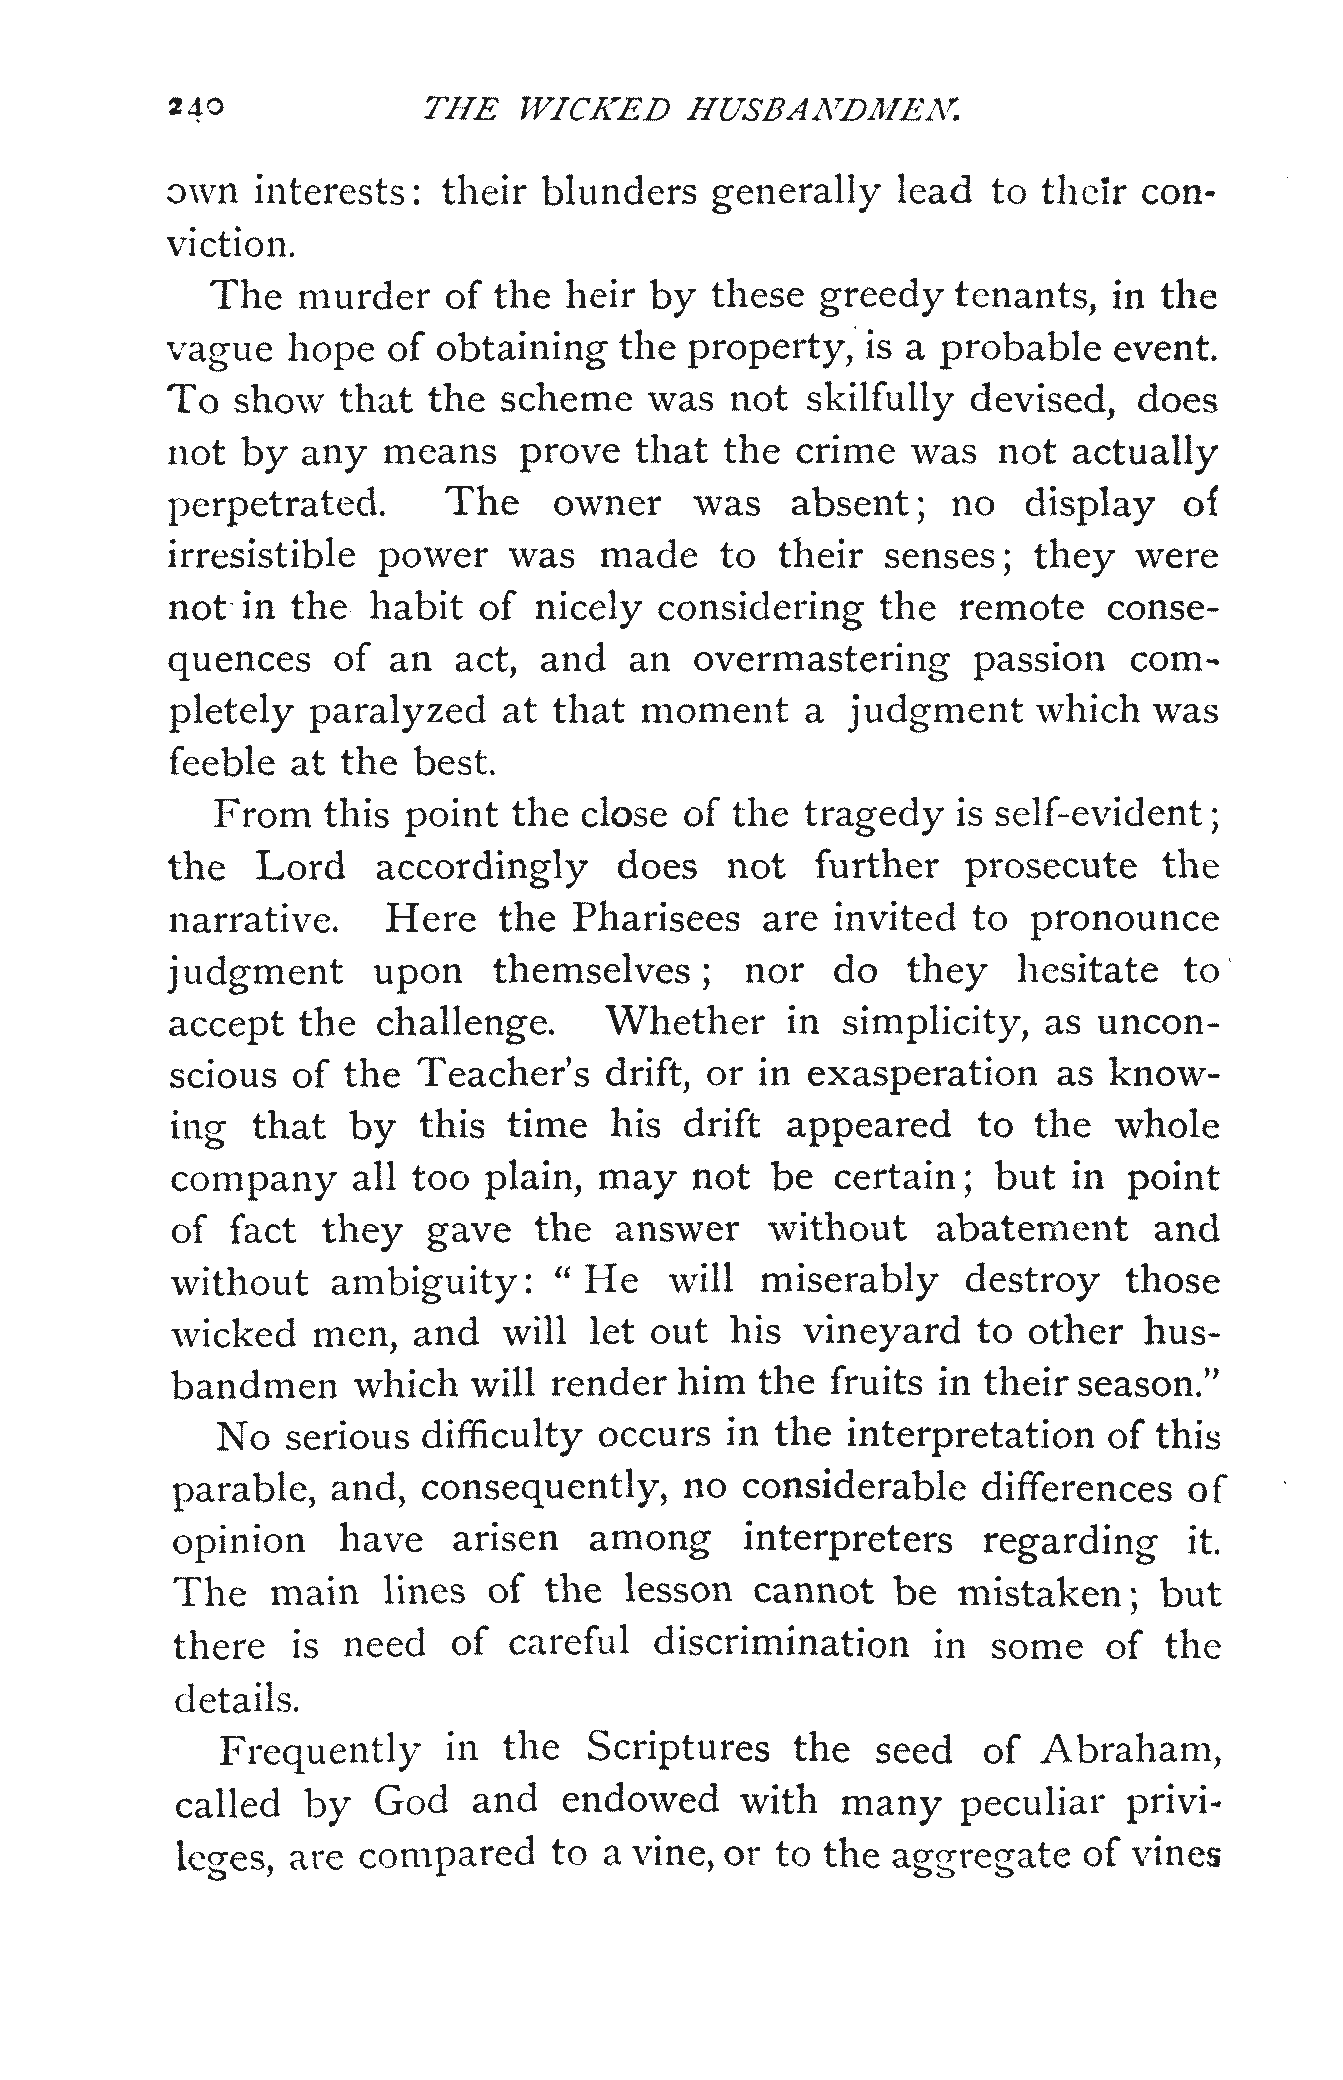 240 THE WICKED HUSBANDMEN.
own interests: their blunders generally lead to their con-
viction.
The murder of the heir by these greedy tenants, in the
vague hope of obtaining the property, is a probable event.
To show that the scheme was not skilfully devised, does
not by any means prove that the crime was not actually
perpetrated. The owner was absent; no display of
irresistible power was made to their senses; they were
not in the habit of nicely considering the remote conse-
quences of an act, and an overmastering passion com-
pletely paralyzed at that moment a judgment which was
feeble at the best.
From this point the close of the tragedy is self-evident;
the Lord accordingly does not further prosecute the
narrative. Here the Pharisees are invited to pronounce
judgment upon themselves; nor do they hesitate to
accept the challenge. Whether in simplicity, as uncon-
scious of the Teacher's drift, or in exasperation as know-
ing that by this time his drift appeared to the whole
company all too plain, may not be certain; but in point
of fact they gave the answer without abatement and
without ambiguity: “He will miserably destroy those
wicked men, and will let out his vineyard to other hus-
bandmen which will render him the fruits in their season.”
No serious difficulty occurs in the interpretation of this
parable, and, consequently, no considerable differences of
opinion have arisen among interpreters regarding it.
The main lines of the lesson cannot be mistaken; but
there is need of careful discrimination in some of the
details.
Frequently in the Scriptures the seed of Abraham,
called by God and endowed with many peculiar privi-
leges, are compared to a vine, or to the aggregate of vines